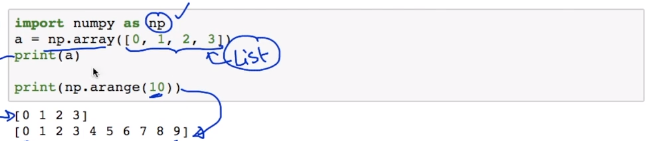 import numpy as np
a = np.array([0, 1, 2, 3])
List
print(a)
print(np.arange(10))
[0 1 2 3]
[0 1 2 3 4 5 6 7 8 9]